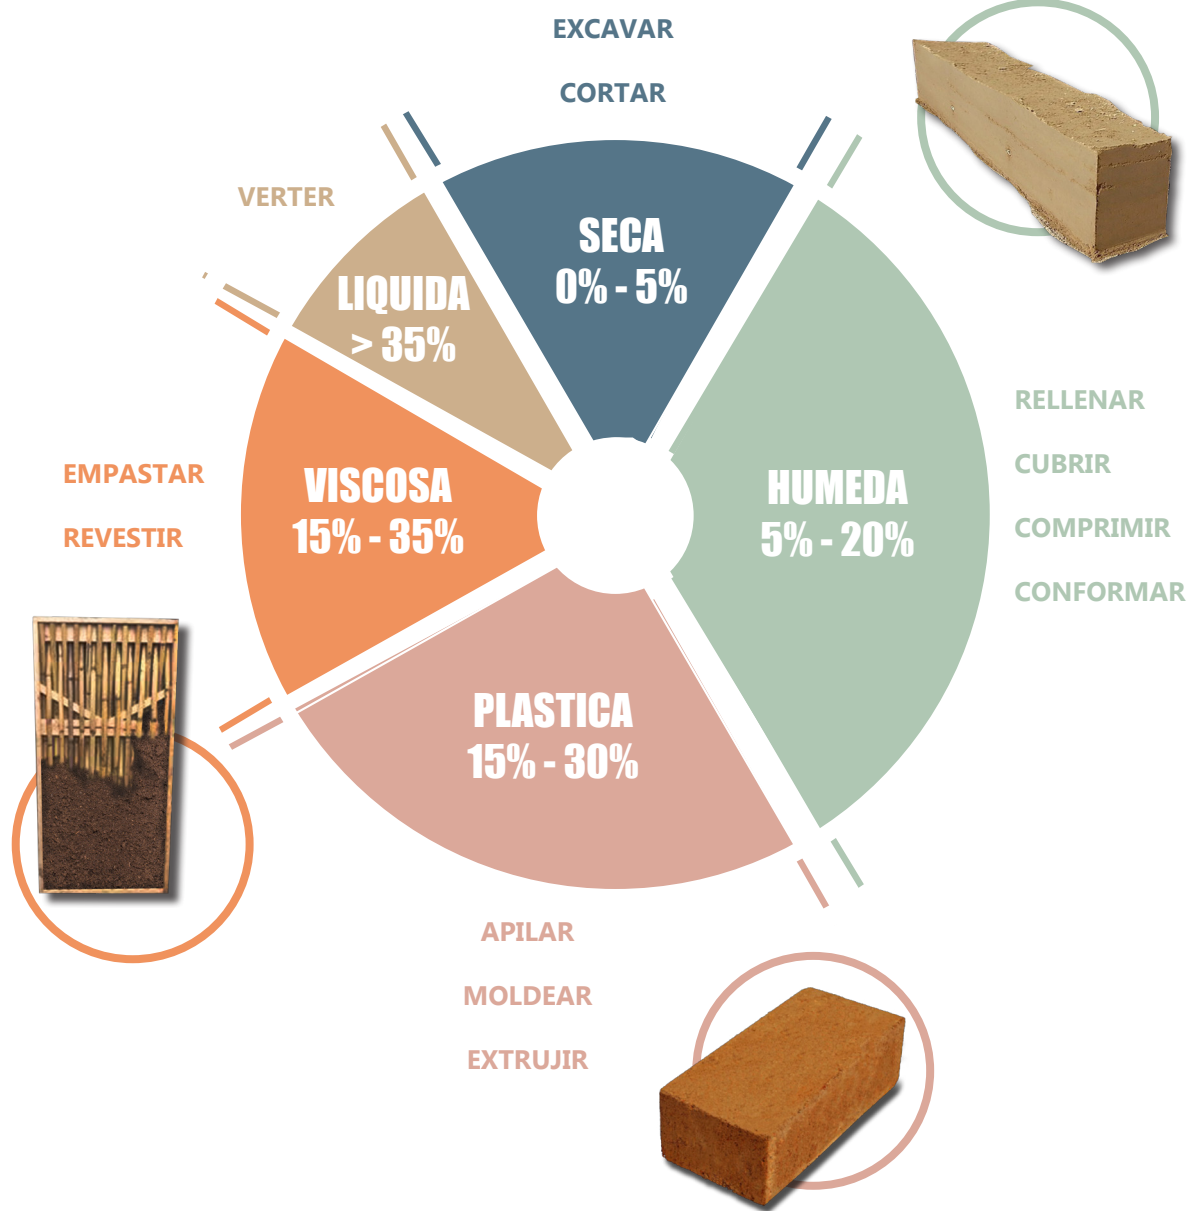 EXCAVAR
CORTAR
VERTER
SECA
0% - 5%
LIQUIDA
> 35%
RELLENAR
CUBRIR
COMPRIMIR
CONFORMAR
HUMEDA
5% - 20%
EMPASTAR
REVESTIR
VISCOSA
15% - 35%
PLASTICA
15% - 30%
APILAR
MOLDEAR
EXTRUJIR